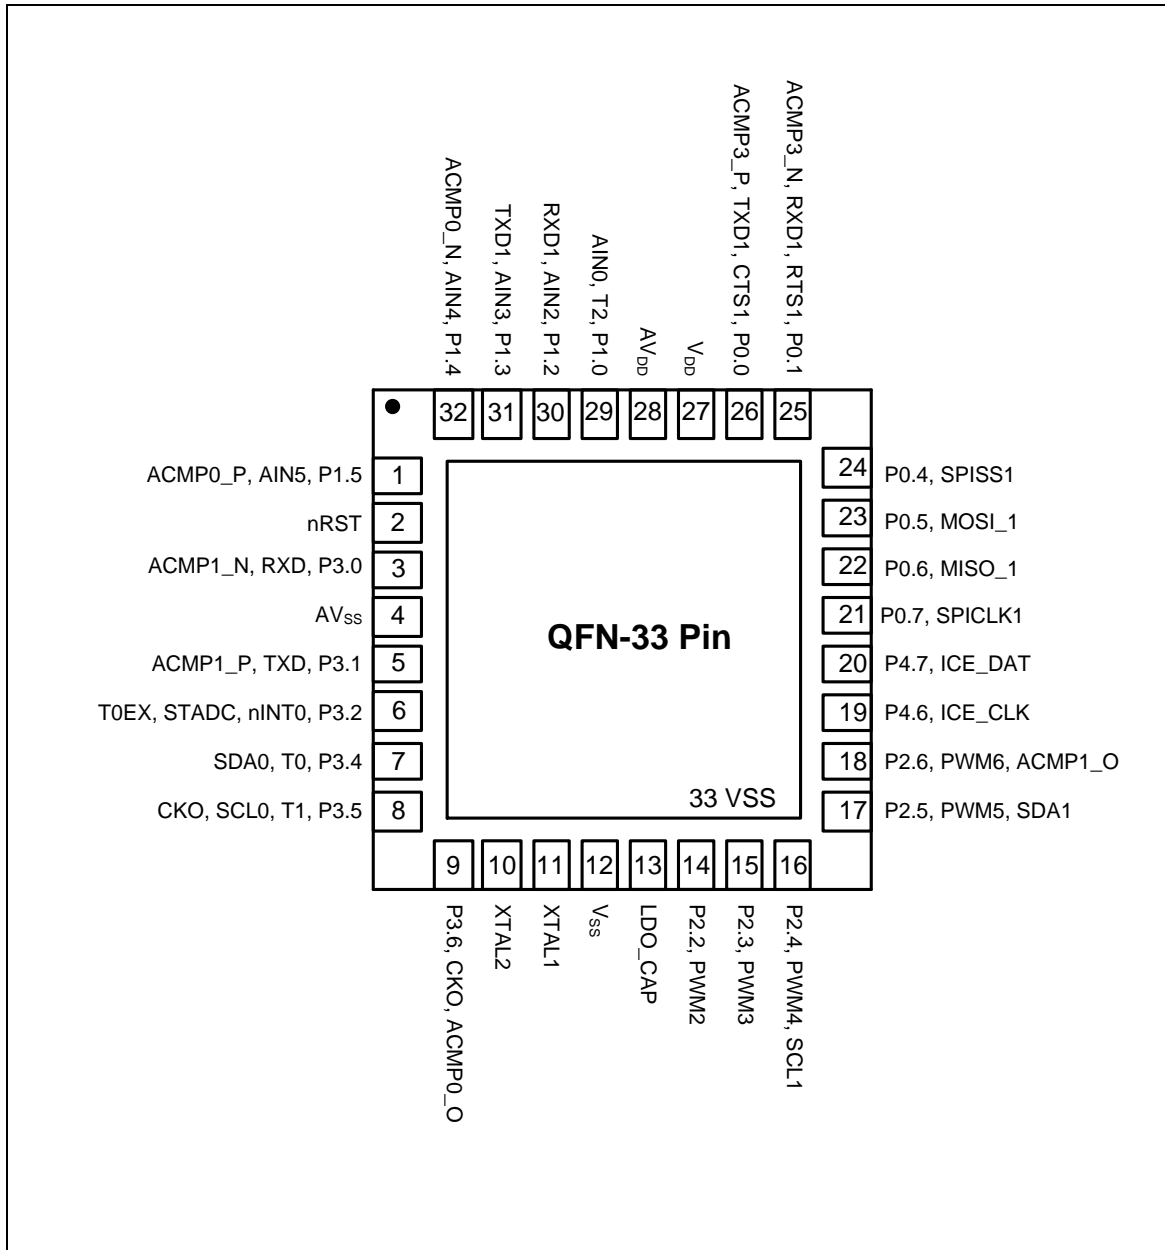 ACMP0_N, AIN4, P1.4
TXD1, AIN3, P1.3
RXD1, AIN2, P1.2
AIN0, T2, P1.0
AVDD
VDD
ACMP3_P, TXD1, CTS1, P0.0
ACMP3_N, RXD1, RTS1, P0.1
32
31
30
29
28
27
26
25
ACMP0_P, AIN5, P1.5
1
nRST
2
ACMP1_N, RXD, P3.0
3
AVSS
4
ACMP1_P, TXD, P3.1
5
T0EX, STADC, nINT0, P3.2
6
SDA0, T0, P3.4
7
CKO, SCL0, T1, P3.5
8
QFN-33 Pin
33 VSS
24
P0.4, SPISS1
23
P0.5, MOSI_1
22
P0.6, MISO_1
21
P0.7, SPICLK1
20
P4.7, ICE_DAT
19
P4.6, ICE_CLK
18
P2.6, PWM6, ACMP1_O
17
P2.5, PWM5, SDA1
9
10
11
12
13
14
15
16
P3.6, CKO, ACMP0_O
XTAL2
XTAL1
VSS
LDO_CAP
P2.2, PWM2
P2.3, PWM3
P2.4, PWM4, SCL1